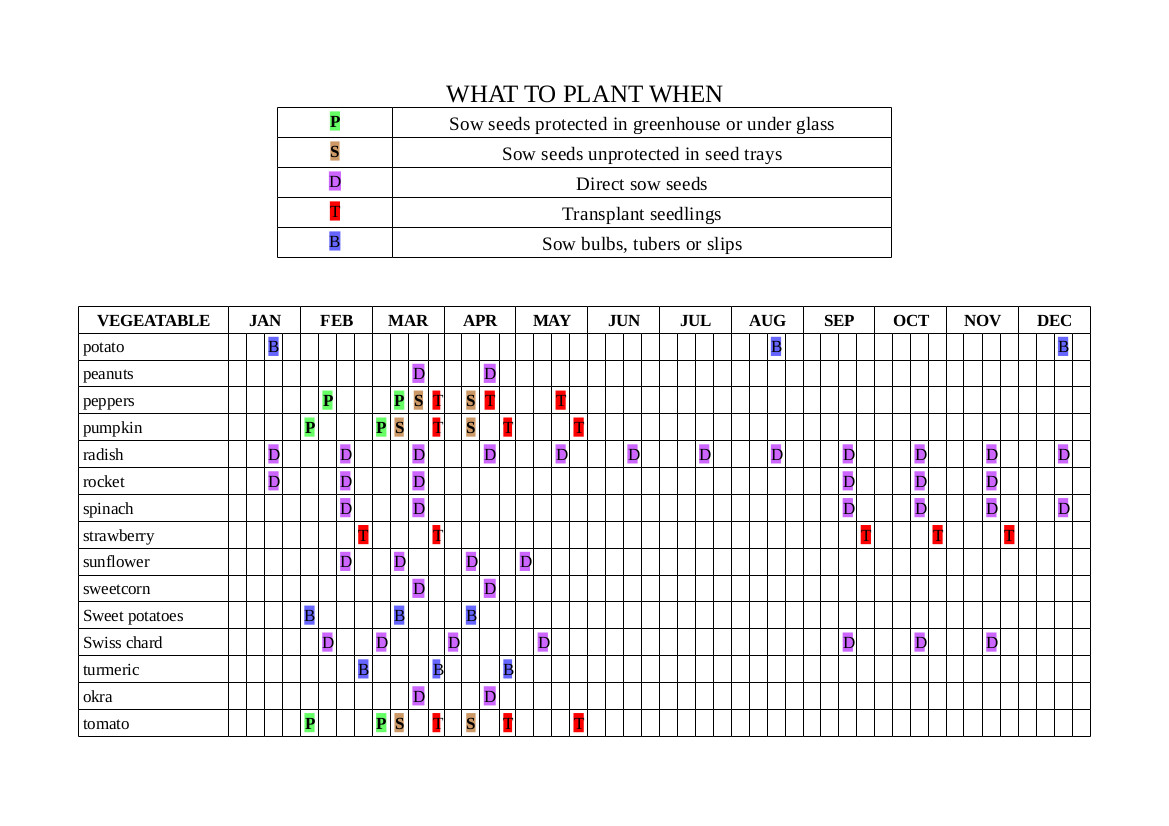 WHAT TO PLANT WHEN
P Sow seeds protected in greenhouse or under glass
S Sow seeds unprotected in seed trays
D Direct sow seeds
T Transplant seedlings
B Sow bulbs, tubers or slips
VEGEATABLE JAN FEB MAR APR MAY JUN JUL AUG SEP OCT NOV DEC
potato B B B
peanuts D D
peppers P P S T S T T
pumpkin P P S T S T T
radish D D D D D D D D D D D D
rocket D D D D D D
spinach D D D D D D
strawberry T T T T T
sunflower D D D D
sweetcorn D D
Sweet potatoes B B B
Swiss chard D D D D D D D
turmeric B B B
okra D D
tomato P P S T S T T